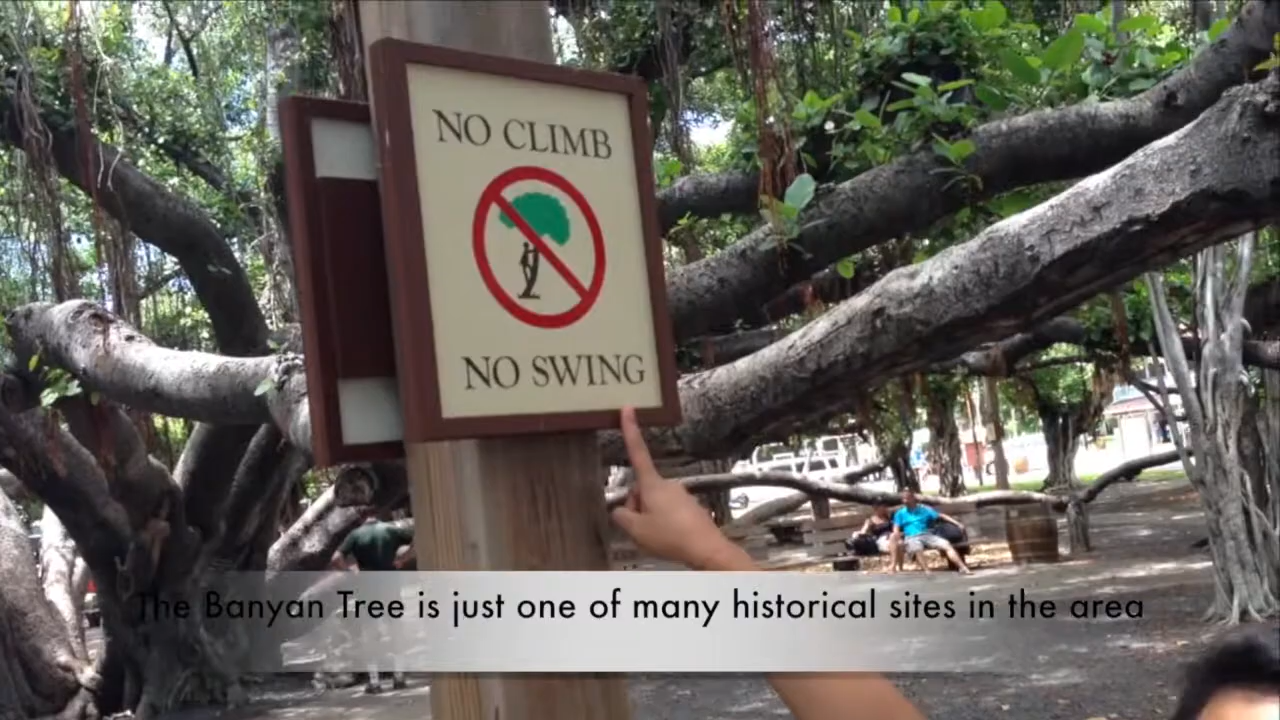 NO CLIMB
NO SWING
The Banyan Tree is just one of many historical sites in the area